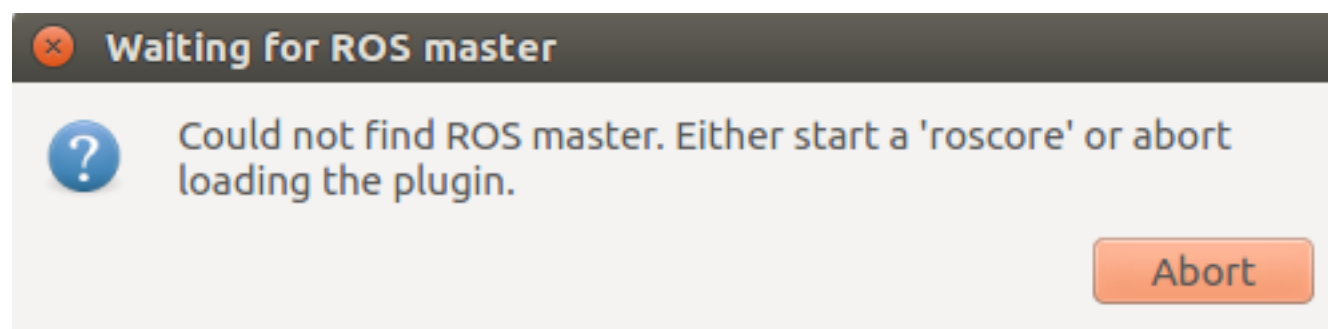 Waiting for ROS master
Could not find ROS master. Either start a 'roscore' or abort
loading the plugin.
Abort